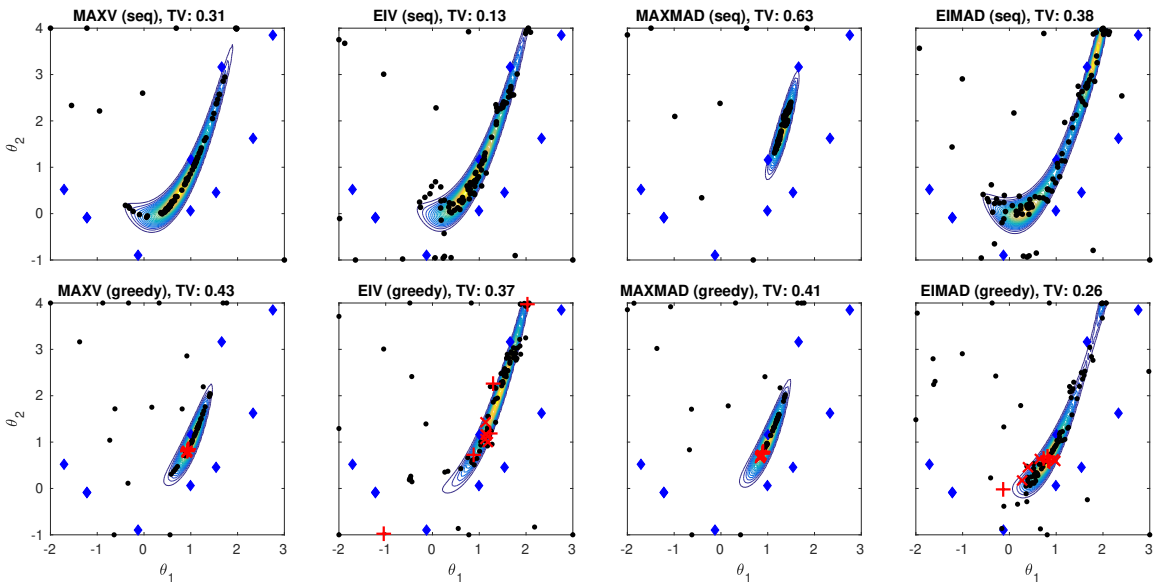 MAXV (seq), TV: 0.31 EIV (seq), TV: 0.13 MAXMAD (seq), TV: 0.63 EIMAD (seq), TV: 0.38
4
3
θ2
2
1
0
-1
MAXV (greedy), TV: 0.43 EIV (greedy), TV: 0.37 MAXMAD (greedy), TV: 0.41 EIMAD (greedy), TV: 0.26
4
3
θ2
2
1
0
-1
-2 -1 0 1 2 3 -2 -1 0 1 2 3 -2 -1 0 1 2 3 -2 -1 0 1 2 3
θ1 θ1 θ1 θ1